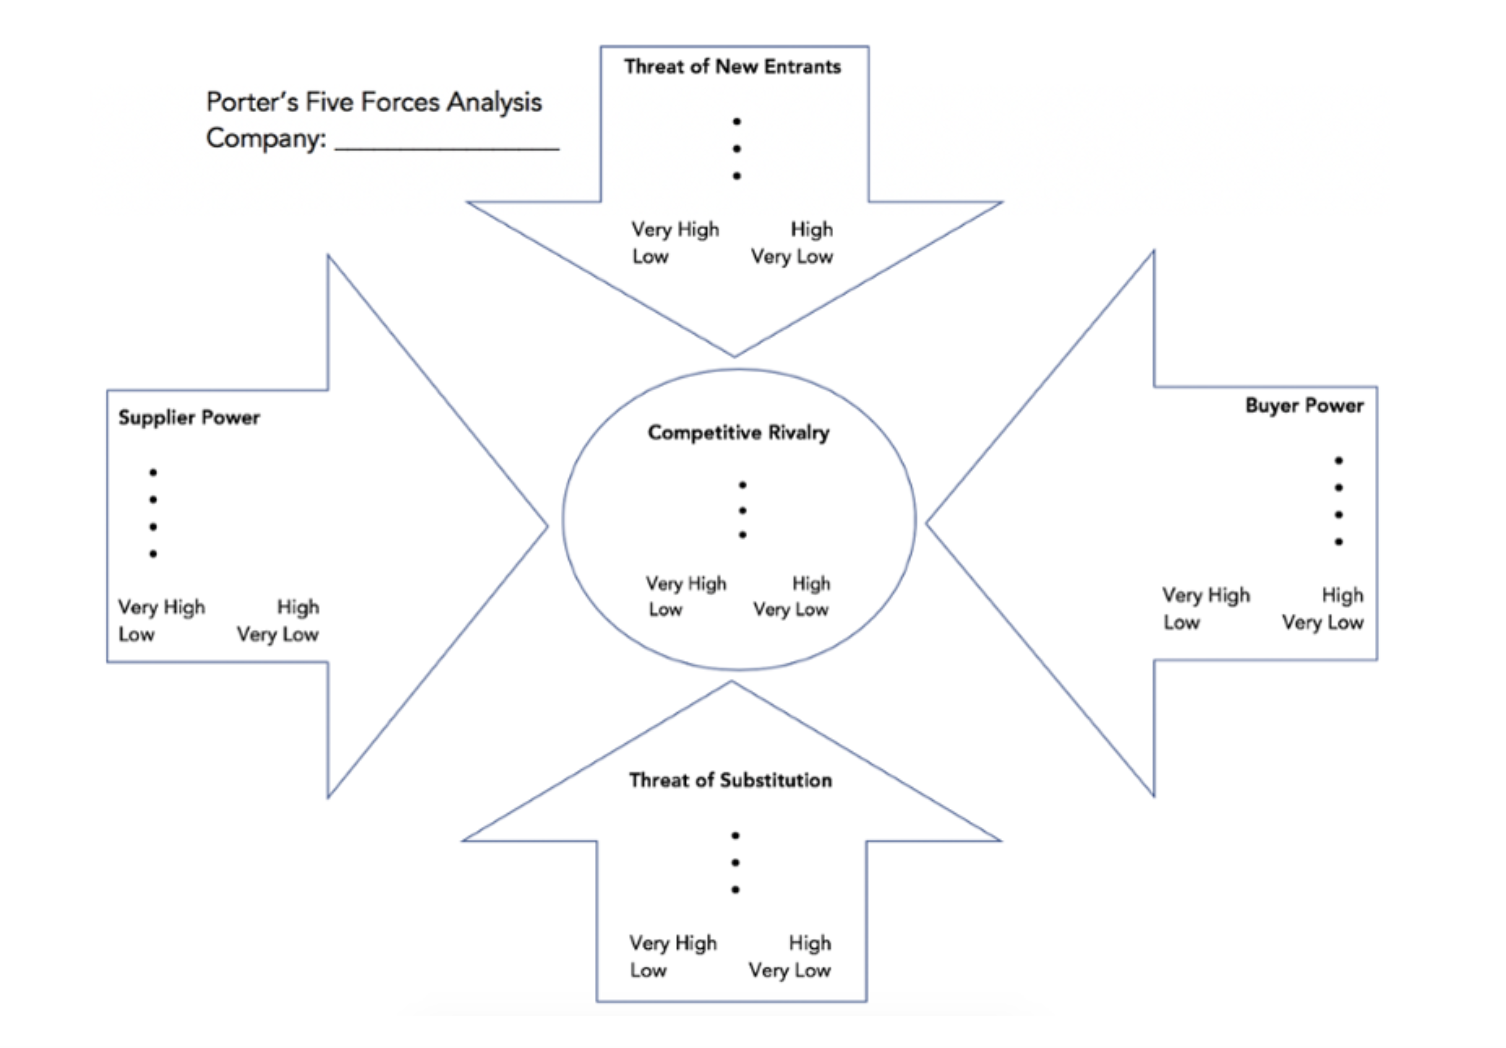 Porter's Five Forces Analysis
Company: ________________
Threat of New Entrants
•
•
•
Very High High
Low Very Low
Supplier Power
•
•
•
•
Very High High
Low Very Low
Competitive Rivalry
•
•
•
Very High High
Low Very Low
Buyer Power
•
•
•
•
Very High High
Low Very Low
Threat of Substitution
•
•
•
Very High High
Low Very Low